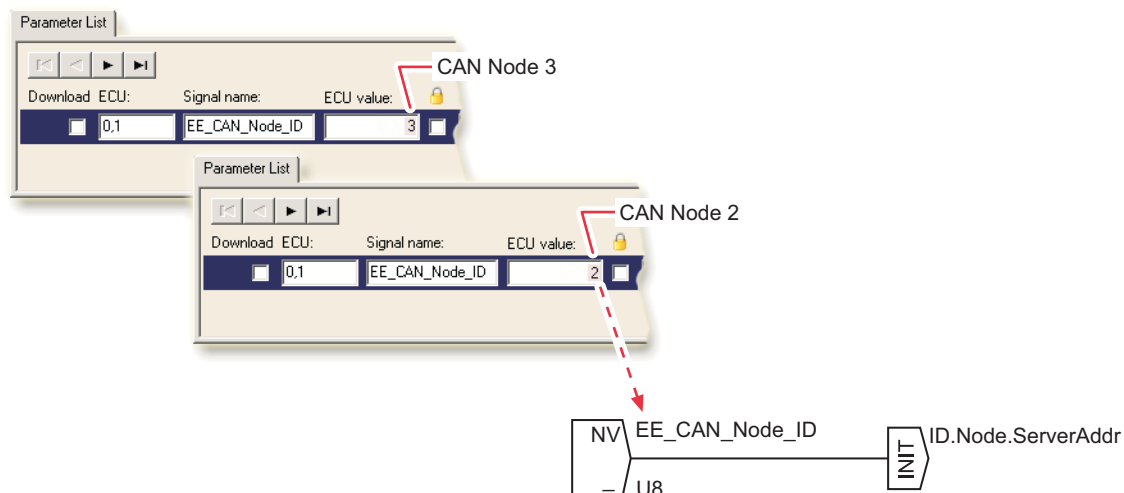 Parameter List
CAN Node 3
Download ECU: Signal name: ECU value:
0,1 EE_CAN_Node_ID 3
Parameter List
CAN Node 2
Download ECU: Signal name: ECU value:
0,1 EE_CAN_Node_ID 2
NV EE_CAN_Node_ID INIT ID.Node.ServerAddr
– U8